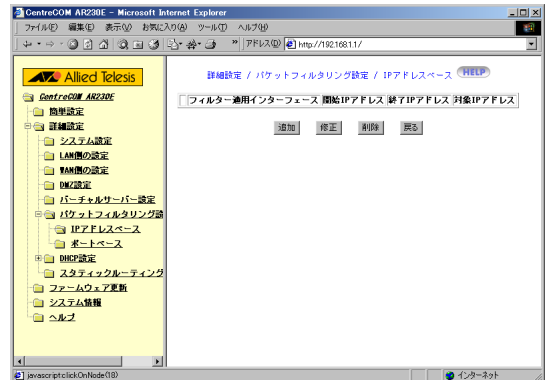 CentreCOM AR230E - Microsoft Internet Explorer
ファイル(F) 編集(E) 表示(V) お気に入り(A) ツール(T) ヘルプ(H)
アドレス(D) http://192.168.1.1/
Allied Telesis
CentreCOM AR230E
簡単設定
詳細設定
システム設定
LAN側の設定
WAN側の設定
DMZ設定
バーチャルサーバー設定
パケットフィルタリング設
IPアドレスベース
ポートベース
DHCP設定
スタティックルーティング
ファームウェア更新
システム情報
ヘルプ
詳細設定 / パケットフィルタリング設定 / IPアドレスベース HELP
フィルター適用インターフェース 開始IPアドレス 終了IPアドレス 対象IPアドレス
追加 修正 削除 戻る
javascript:clickOnNode(18) インターネット